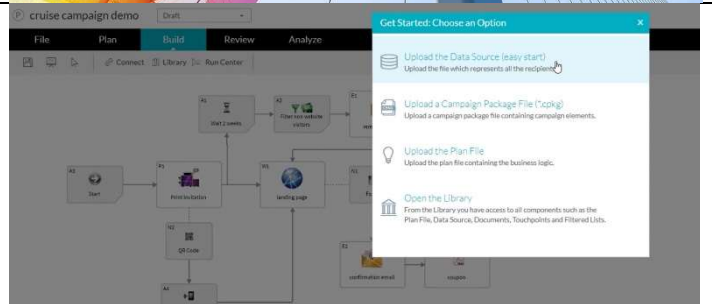 P cruise campaign demo Draft
Get Started: Choose an Option x
File Plan Build Review Analyze
Connect Library Run Center
Upload the Data Source (easy start)
Upload the file which represents all the recipients
Upload a Campaign Package File (*.cpkg)
Upload a campaign package file containing campaign elements.
Upload the Plan File
Upload the plan file containing the business logic.
Open the Library
From the Library you have access to all components such as the
Plan File, Data Source, Documents, Touchpoints and Filtered Lists.
Wait 2 weeks
Filter non website
visitors
Start
Print Invitation
landing page
QR Code
confirmation email
coupon